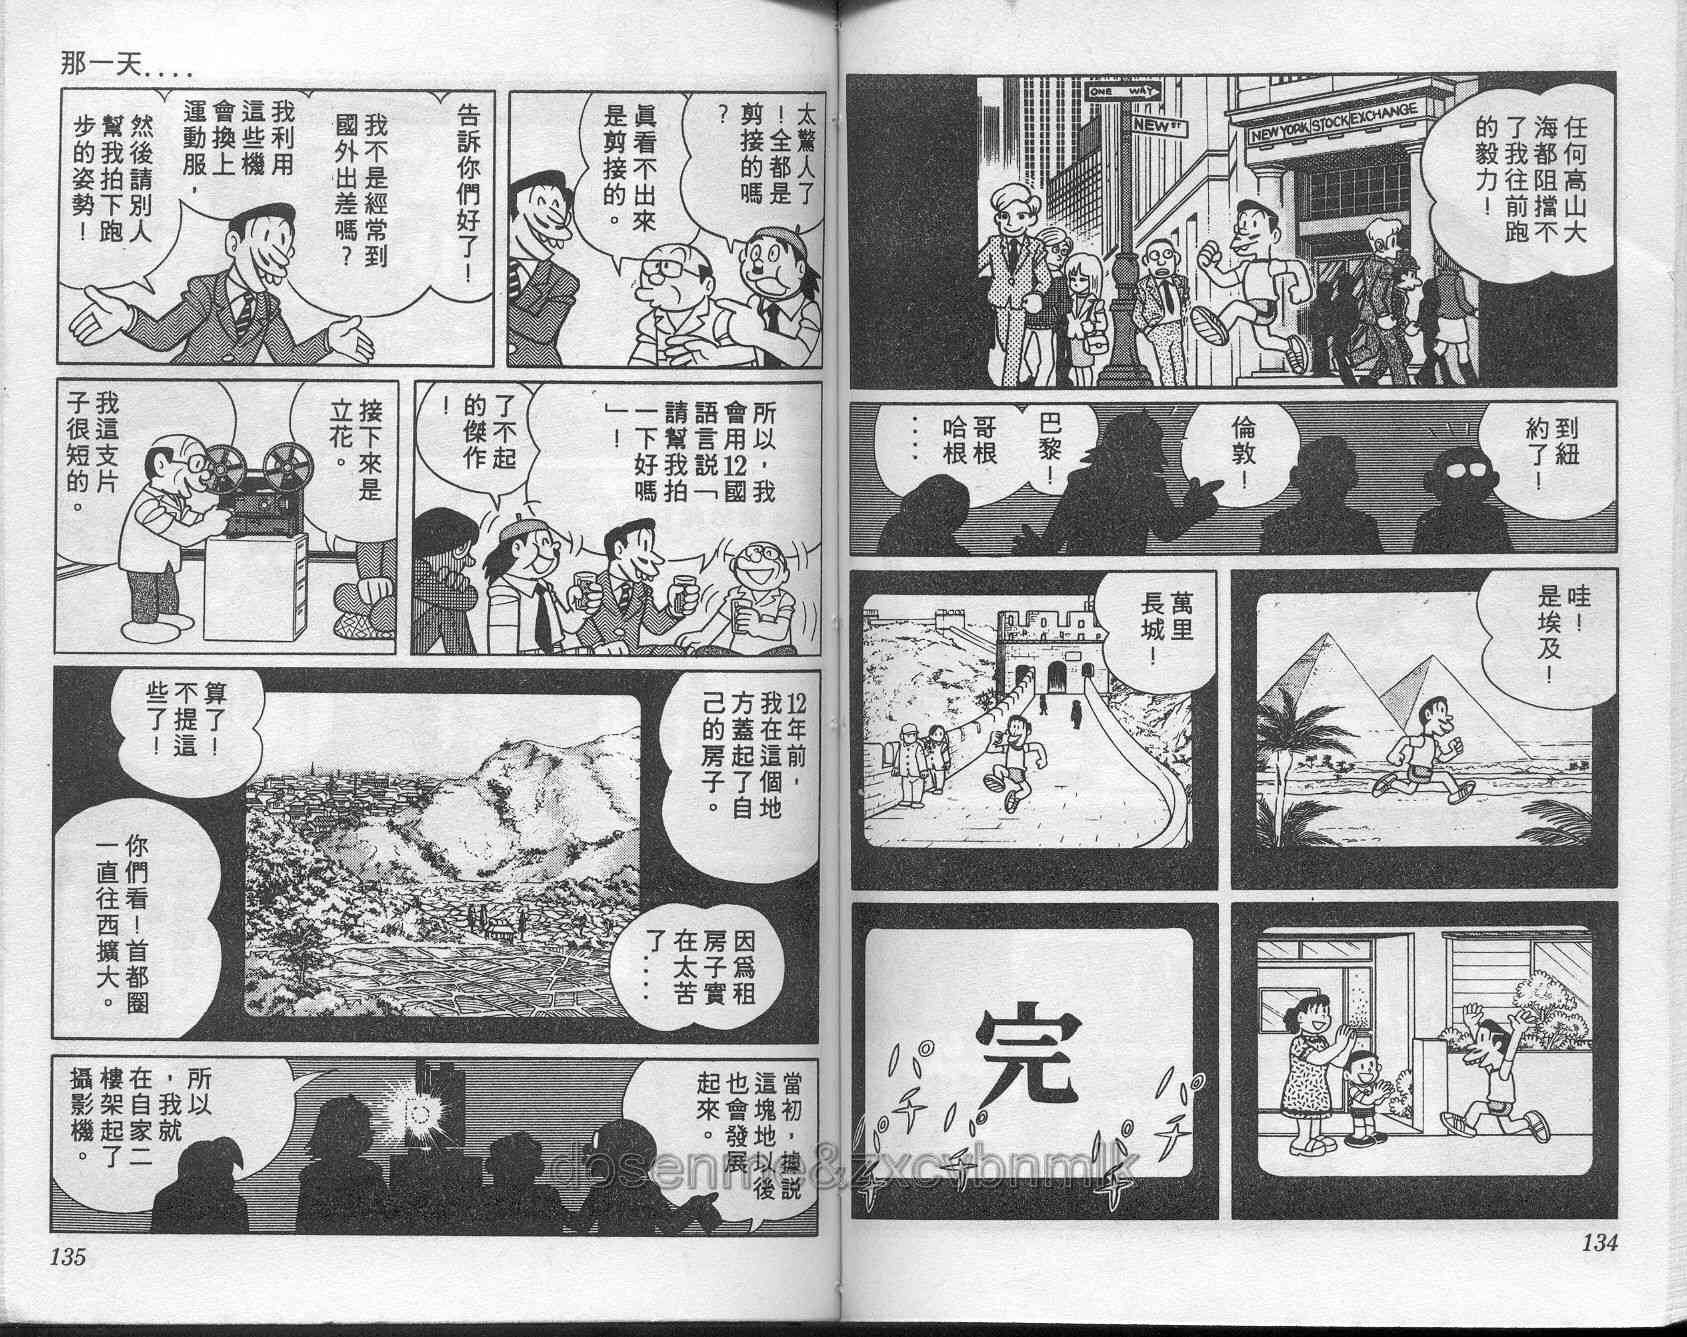 任何高山大
海都阻擋不
了我往前跑
的毅力！
ONE WAY
NEW ST
NEW YORK STOCK EXCHANGE
到紐
約了！
倫
敦！
巴
黎！
哥根
哈根
····
哇！
是埃及！
萬里
長城！
完
パチ
パチ
パチ
パチ
パチ
134
那一天....
太驚人了
！全都是
剪接的嗎
？
眞看不出來
是剪接的。
告訴你們好了！
我不是經常到
國外出差嗎？
我利用
這些機
會換上
運動服，
然後請別人
幫我拍下跑
步的姿勢！
所以，我
會用12國
語言說「
請幫我拍
一下好嗎
」！
了不起
的傑作
！
接下來是
立花。
我這支片
子很短的。
12年前，
我在這個地
方蓋起了自
己的房子。
因爲租
房子實
在太苦
了····
算了！
不提這
些了！
你們看！首都圈
一直往西擴大。
當初，據說
這塊地以後
也會發展
起來。
所以
，我就
在自家二
樓架起了
攝影機。
135
dosenme&zxcvbnmlk